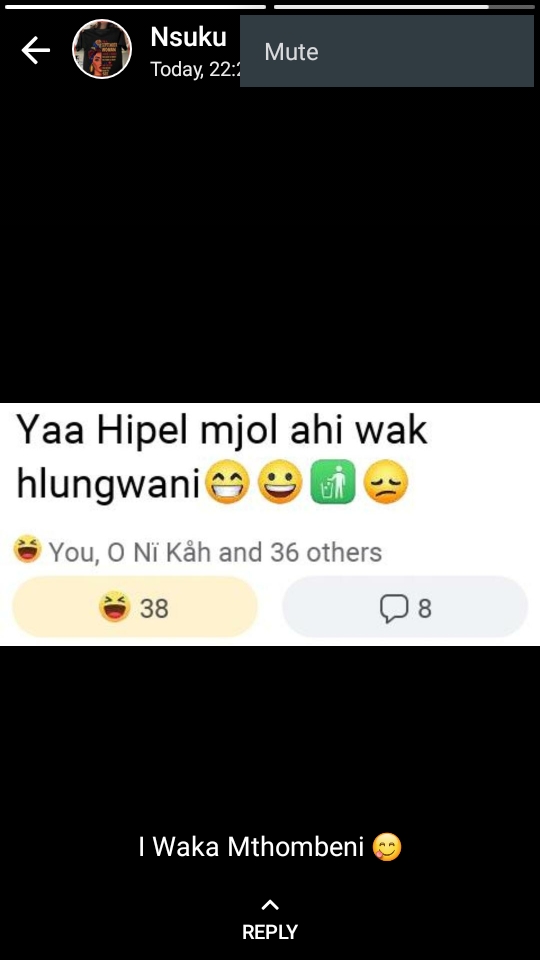 Nsuku
Mute
Today, 22:2
Yaa Hipel mjol ahi wak
hlungwani😁😀🚮😞
You, O Nï Kåh and 36 others
38
8
I Waka Mthombeni 😋
REPLY